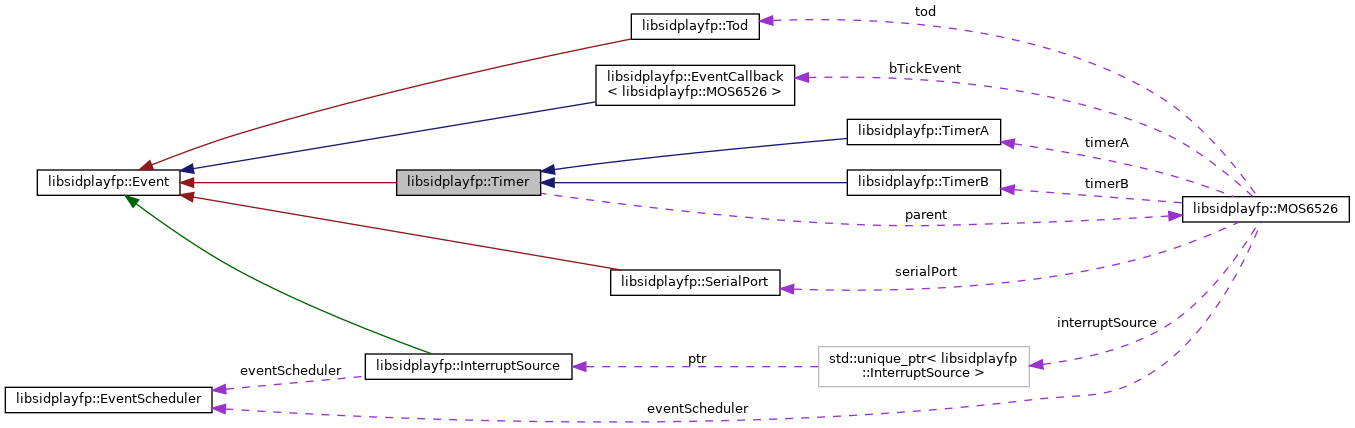 tod
libsidplayfp::Tod
bTickEvent
libsidplayfp::EventCallback
< libsidplayfp::MOS6526 >
libsidplayfp::TimerA
timerA
libsidplayfp::Event
libsidplayfp::Timer
libsidplayfp::TimerB
timerB
libsidplayfp::MOS6526
parent
serialPort
libsidplayfp::SerialPort
interruptSource
ptr
std::unique_ptr< libsidplayfp
::InterruptSource >
libsidplayfp::InterruptSource
eventScheduler
libsidplayfp::EventScheduler
eventScheduler